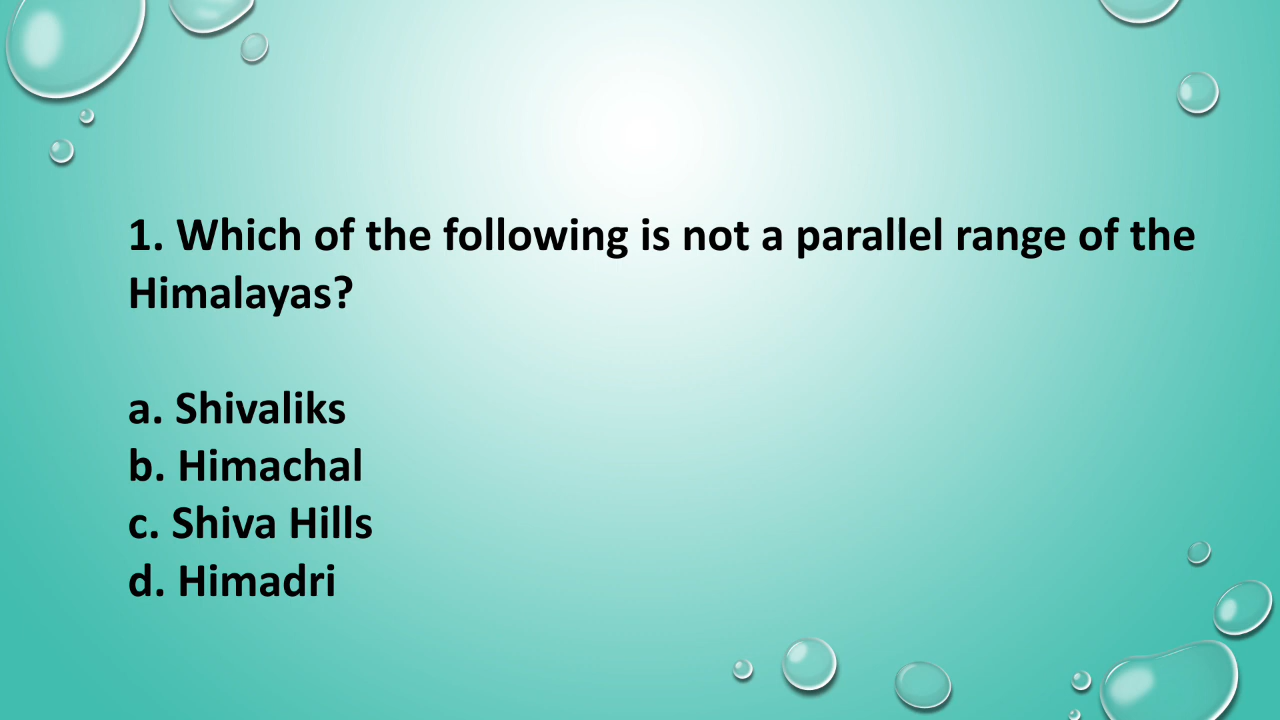 1. Which of the following is not a parallel range of the
Himalayas?
a. Shivaliks
b. Himachal
c. Shiva Hills
d. Himadri